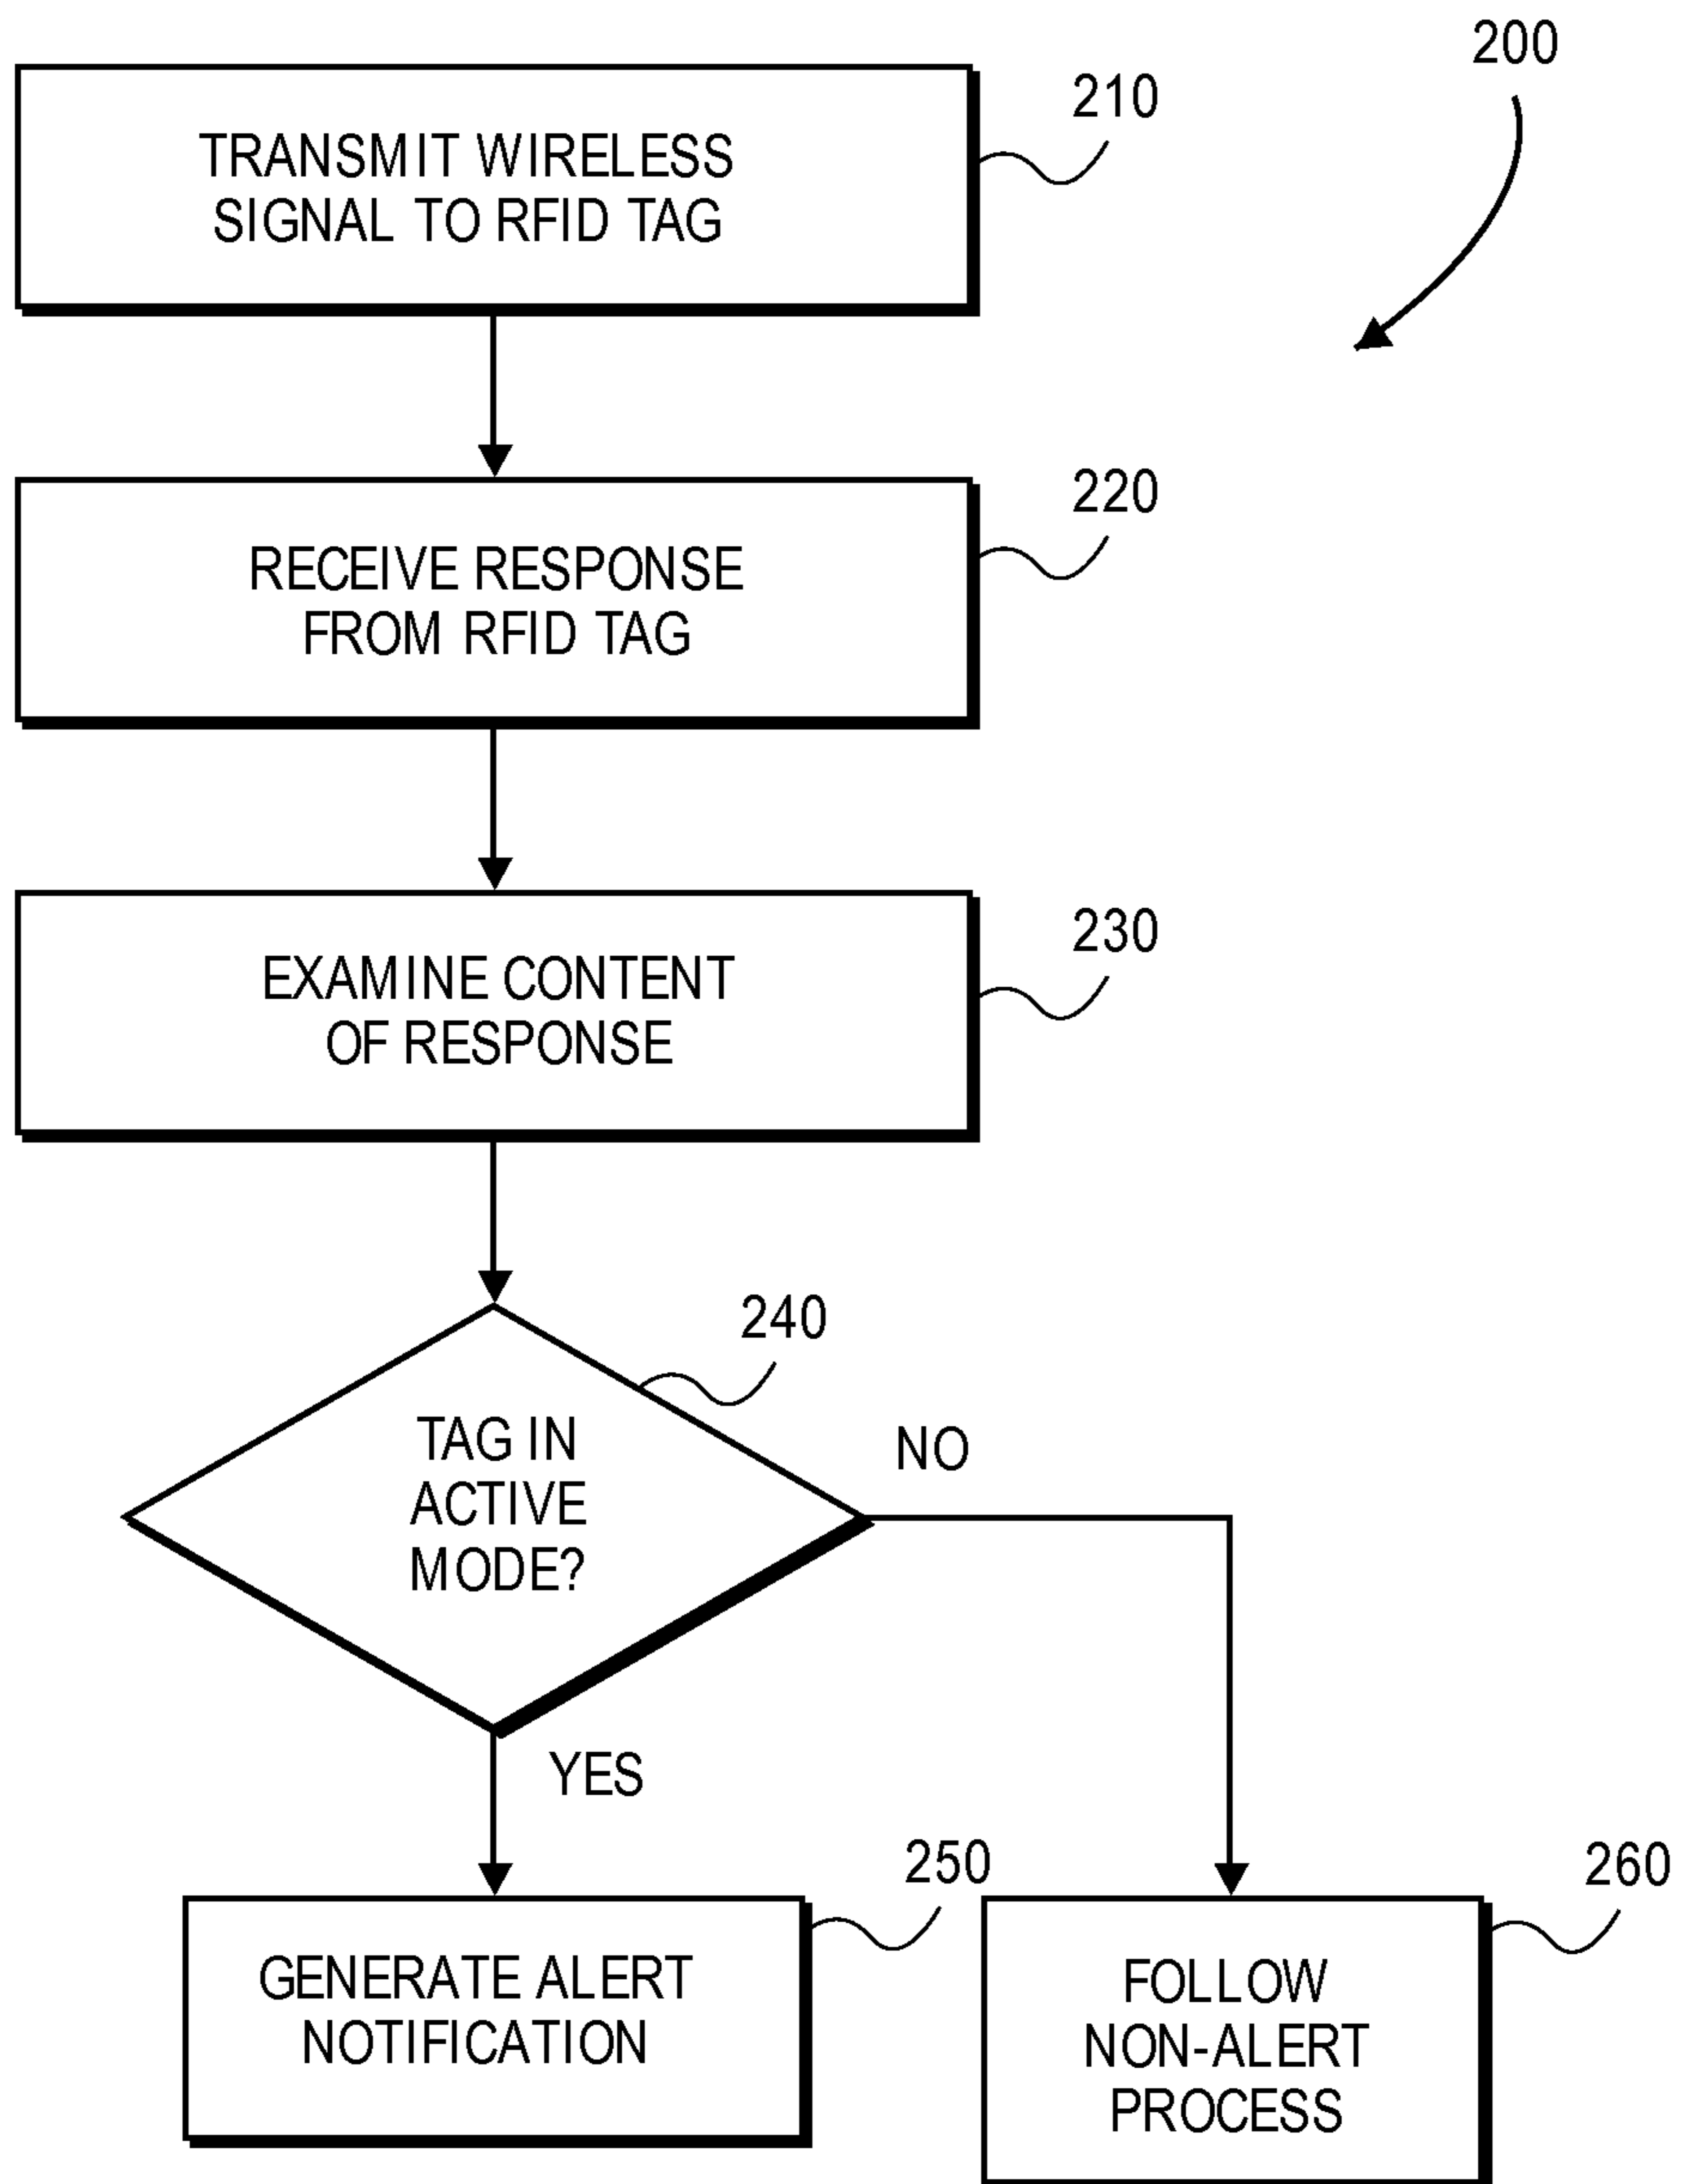 200
210
TRANSMIT WIRELESS
SIGNAL TO RFID TAG
220
RECEIVE RESPONSE
FROM RFID TAG
230
EXAMINE CONTENT
OF RESPONSE
240
TAG IN
ACTIVE
MODE?
NO
YES
250
GENERATE ALERT
NOTIFICATION
260
FOLLOW
NON-ALERT
PROCESS